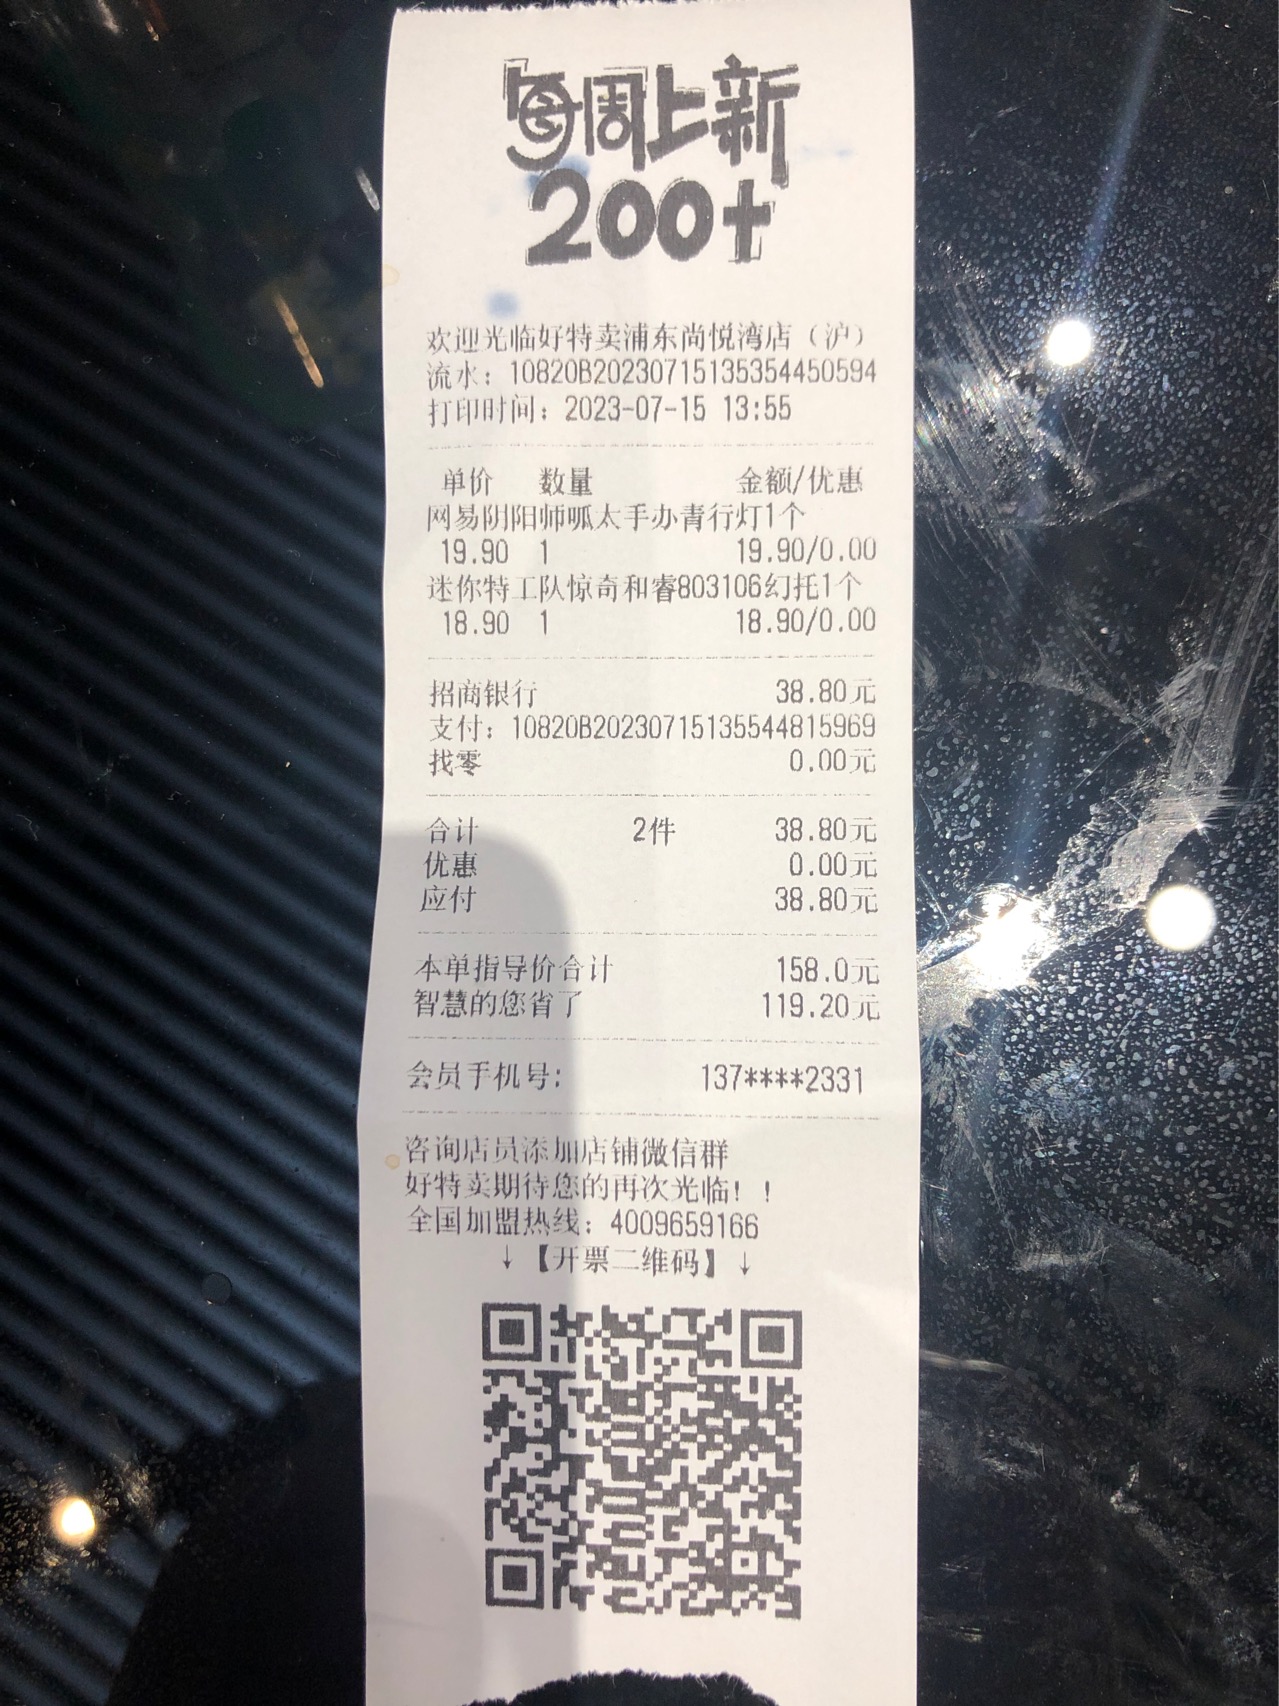 每周上新
200+
欢迎光临好特卖浦东尚悦湾店（沪）
流水：10820B20230715135354450594
打印时间：2023-07-15 13:55
单价 数量 金额/优惠
网易阴阳师呱太手办青行灯1个
19.90 1 19.90/0.00
迷你特工队惊奇和睿803106幻托1个
18.90 1 18.90/0.00
招商银行 38.80元
支付：10820B20230715135544815969
找零 0.00元
合计 2件 38.80元
优惠 0.00元
应付 38.80元
本单指导价合计 158.0元
智慧的您省了 119.20元
会员手机号: 137****2331
咨询店员添加店铺微信群
好特卖期待您的再次光临！！
全国加盟热线：4009659166
↓【开票二维码】↓